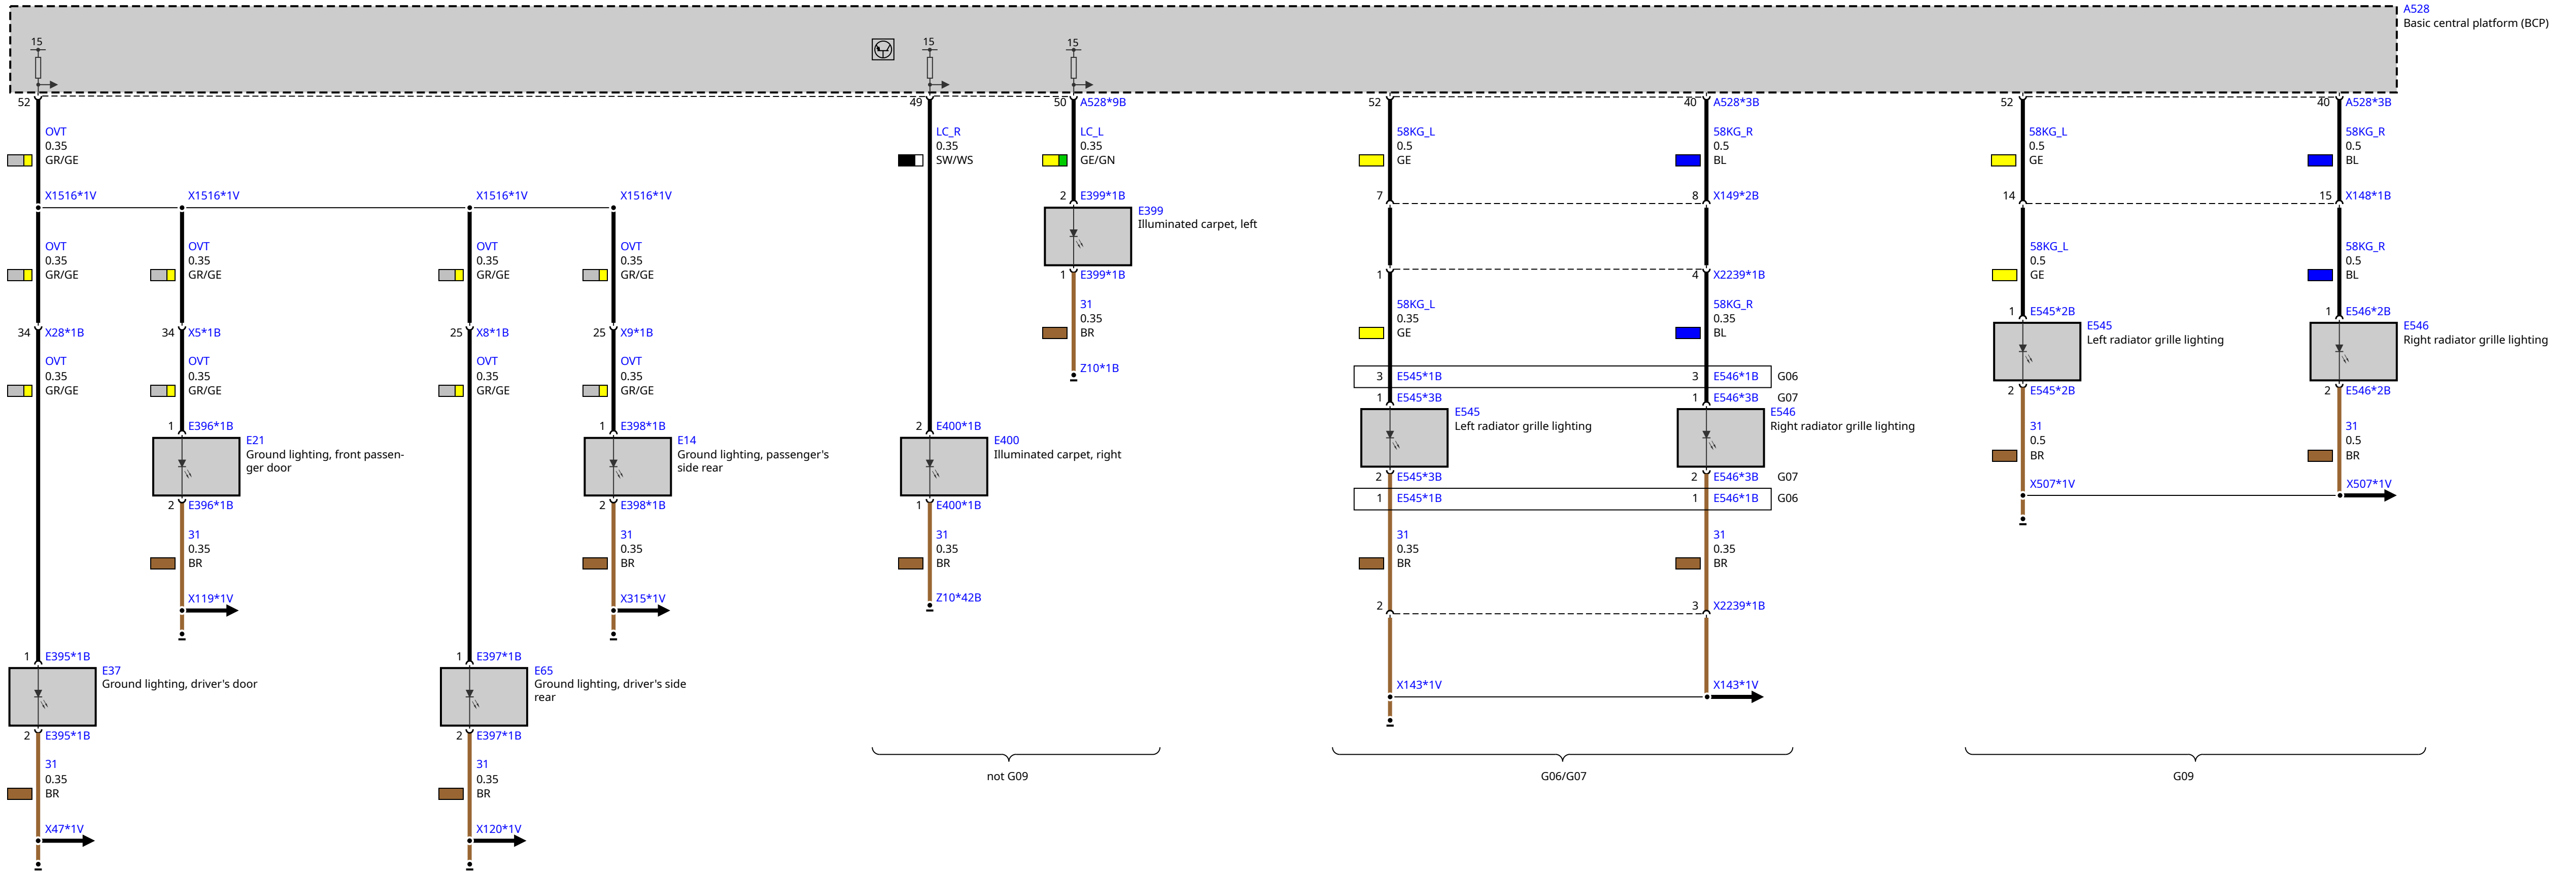 A528
Basic central platform (BCP)
15
15
15
52
49
50
A528*9B
52
40
A528*3B
52
40
A528*3B
OVT
0.35
GR/GE
LC_R
0.35
SW/WS
LC_L
0.35
GE/GN
58KG_L
0.5
GE
58KG_R
0.5
BL
58KG_L
0.5
GE
58KG_R
0.5
BL
X1516*1V
X1516*1V
X1516*1V
X1516*1V
2
E399*1B
7
8
X149*2B
14
15
X148*1B
E399
Illuminated carpet, left
OVT
0.35
GR/GE
OVT
0.35
GR/GE
OVT
0.35
GR/GE
OVT
0.35
GR/GE
1
E399*1B
1
4
X2239*1B
58KG_L
0.5
GE
58KG_R
0.5
BL
31
0.35
BR
58KG_L
0.35
GE
58KG_R
0.35
BL
1
E545*2B
1
E546*2B
34
X28*1B
34
X5*1B
25
X8*1B
25
X9*1B
E545
Left radiator grille lighting
E546
Right radiator grille lighting
OVT
0.35
GR/GE
OVT
0.35
GR/GE
OVT
0.35
GR/GE
OVT
0.35
GR/GE
Z10*1B
3
E545*1B
3
E546*1B
G06
2
E545*2B
2
E546*2B
1
E545*3B
1
E546*3B
G07
1
E396*1B
1
E398*1B
2
E400*1B
E545
Left radiator grille lighting
E546
Right radiator grille lighting
31
0.5
BR
31
0.5
BR
E21
Ground lighting, front passen-
ger door
E14
Ground lighting, passenger's
side rear
E400
Illuminated carpet, right
2
E545*3B
2
E546*3B
G07
X507*1V
X507*1V
2
E396*1B
2
E398*1B
1
E400*1B
1
E545*1B
1
E546*1B
G06
31
0.35
BR
31
0.35
BR
31
0.35
BR
31
0.35
BR
31
0.35
BR
X119*1V
X315*1V
Z10*42B
2
3
X2239*1B
1
E395*1B
1
E397*1B
E37
Ground lighting, driver's door
E65
Ground lighting, driver's side
rear
X143*1V
X143*1V
2
E395*1B
2
E397*1B
31
0.35
BR
31
0.35
BR
not G09
G06/G07
G09
X47*1V
X120*1V